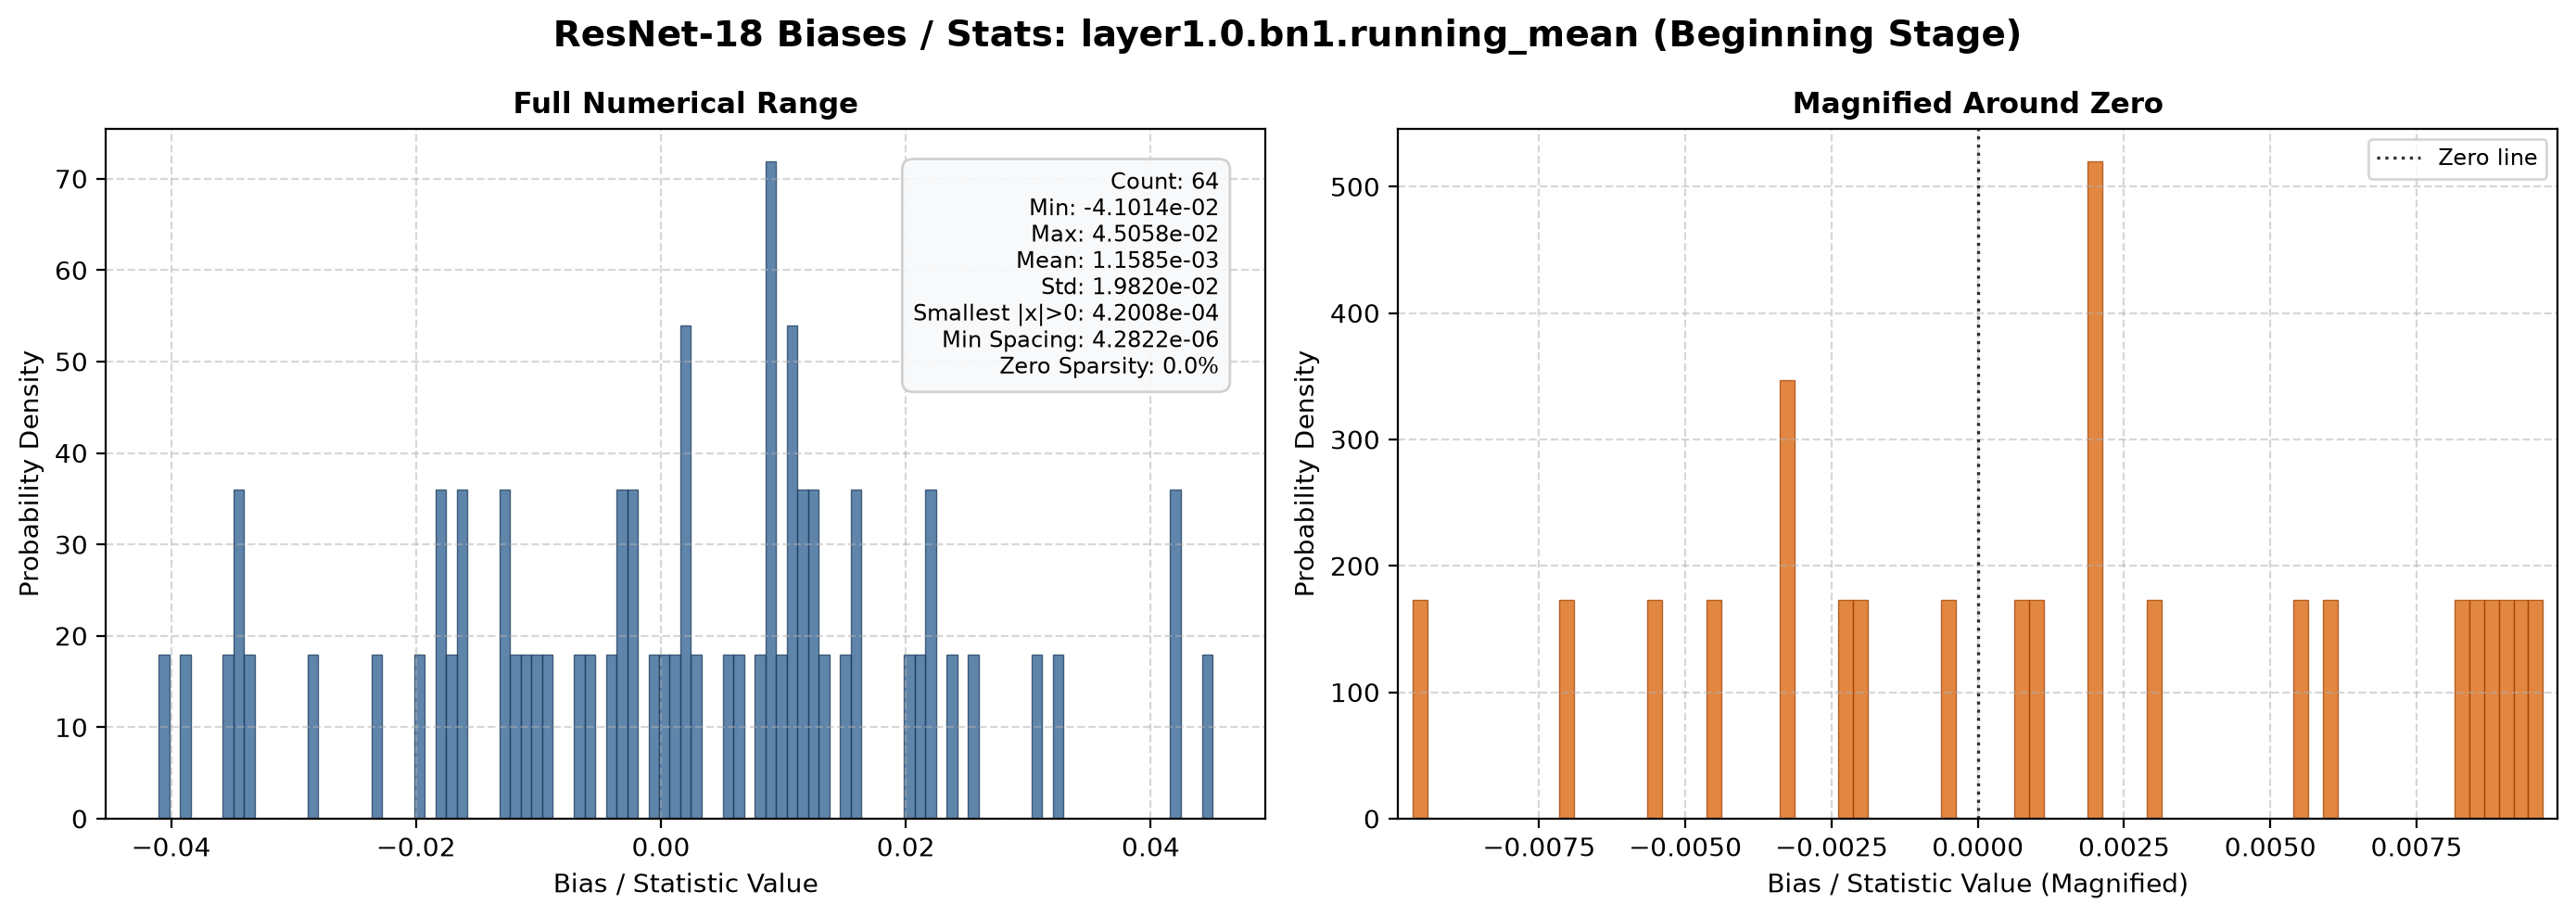 ResNet-18 Biases / Stats: layer1.0.bn1.running_mean (Beginning Stage)
Full Numerical Range
Probability Density
70
60
50
40
30
20
10
0
Count: 64
Min: -4.1014e-02
Max: 4.5058e-02
Mean: 1.1585e-03
Std: 1.9820e-02
Smallest |x|>0: 4.2008e-04
Min Spacing: 4.2822e-06
Zero Sparsity: 0.0%
−0.04 −0.02 0.00 0.02 0.04
Bias / Statistic Value
Magnified Around Zero
Probability Density
500
400
300
200
100
0
Zero line
−0.0075 −0.0050 −0.0025 0.0000 0.0025 0.0050 0.0075
Bias / Statistic Value (Magnified)